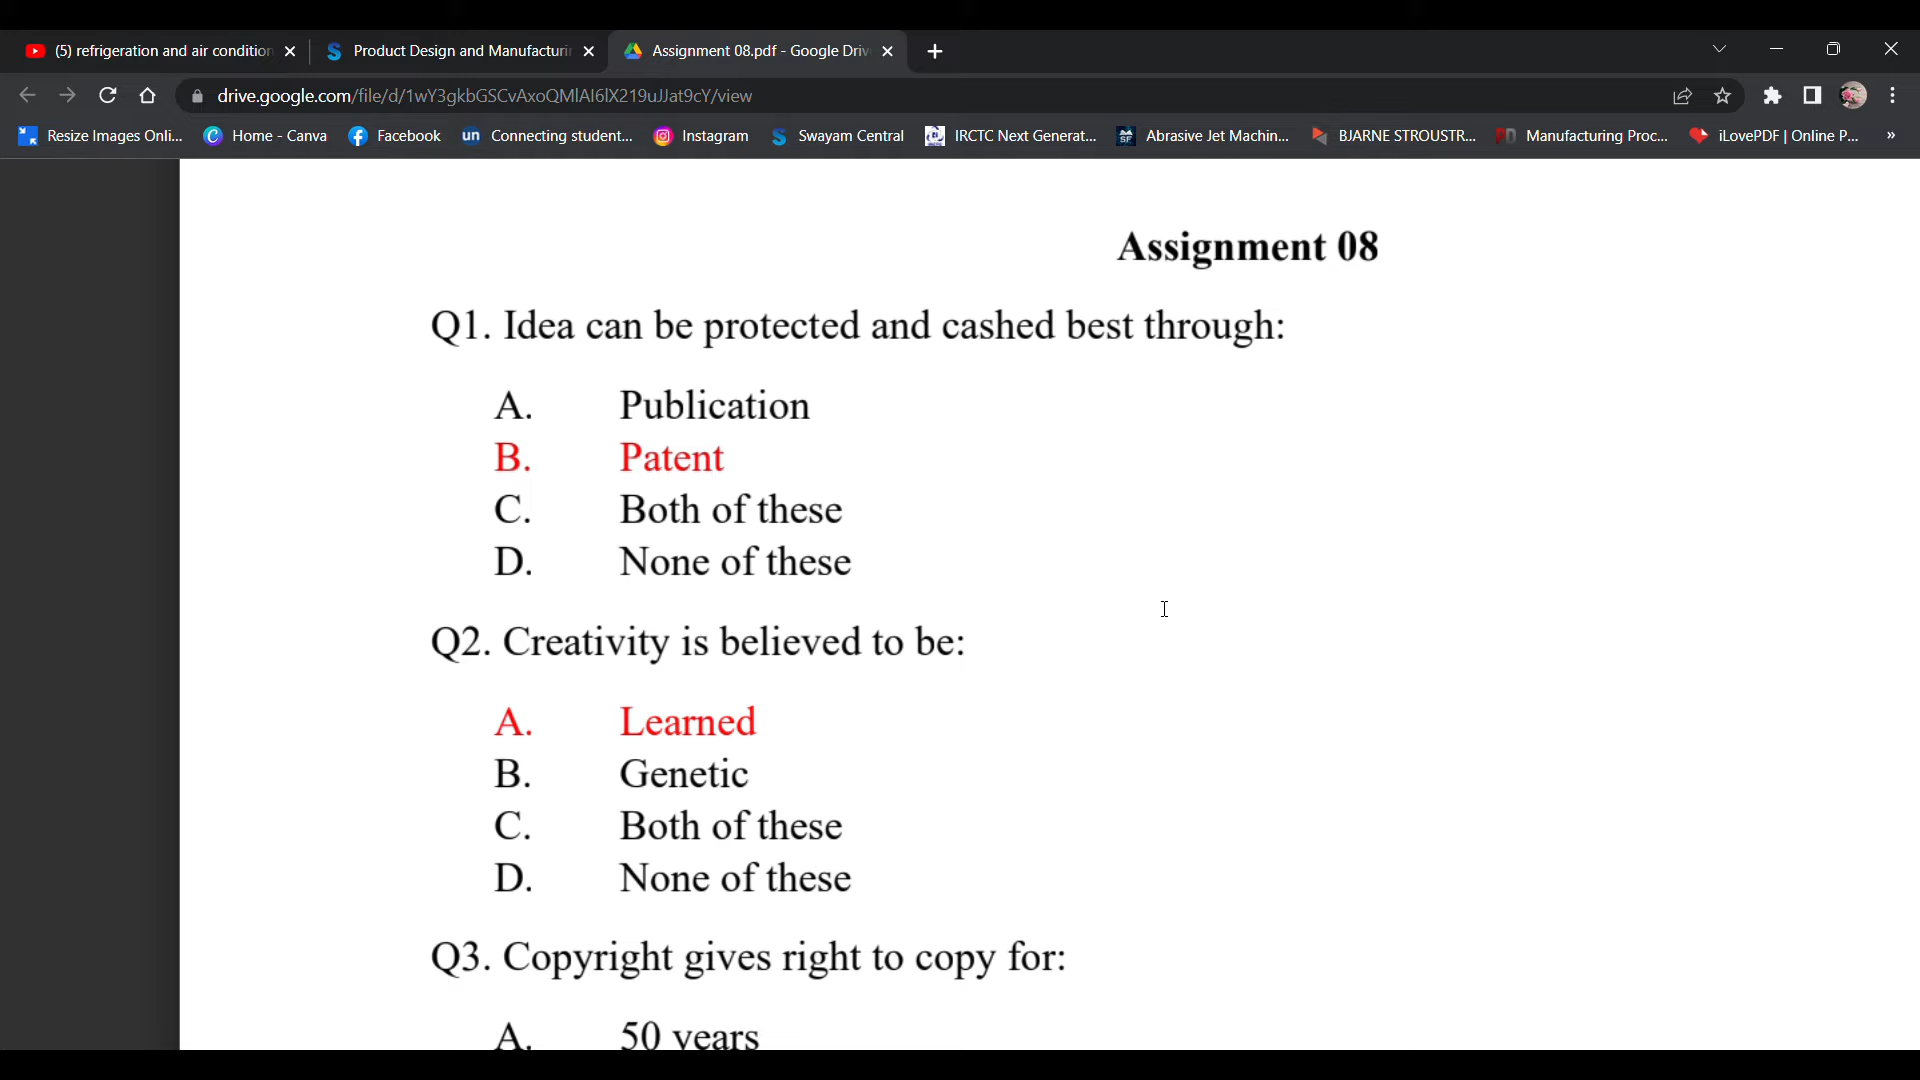 (5) refrigeration and air condition
Product Design and Manufacturi
Assignment 08.pdf - Google Driv
drive.google.com/file/d/1wY3gkbGSCvAxoQMlAI6lX219uJJat9cY/view
Resize Images Onli...
Home - Canva
Facebook
un Connecting student...
Instagram
Swayam Central
IRCTC Next Generat...
SF Abrasive Jet Machin...
BJARNE STROUSTR...
Manufacturing Proc...
iLovePDF | Online P...
»
Assignment 08
Q1. Idea can be protected and cashed best through:
A. Publication
B. Patent
C. Both of these
D. None of these
Q2. Creativity is believed to be:
A. Learned
B. Genetic
C. Both of these
D. None of these
Q3. Copyright gives right to copy for:
A. 50 years